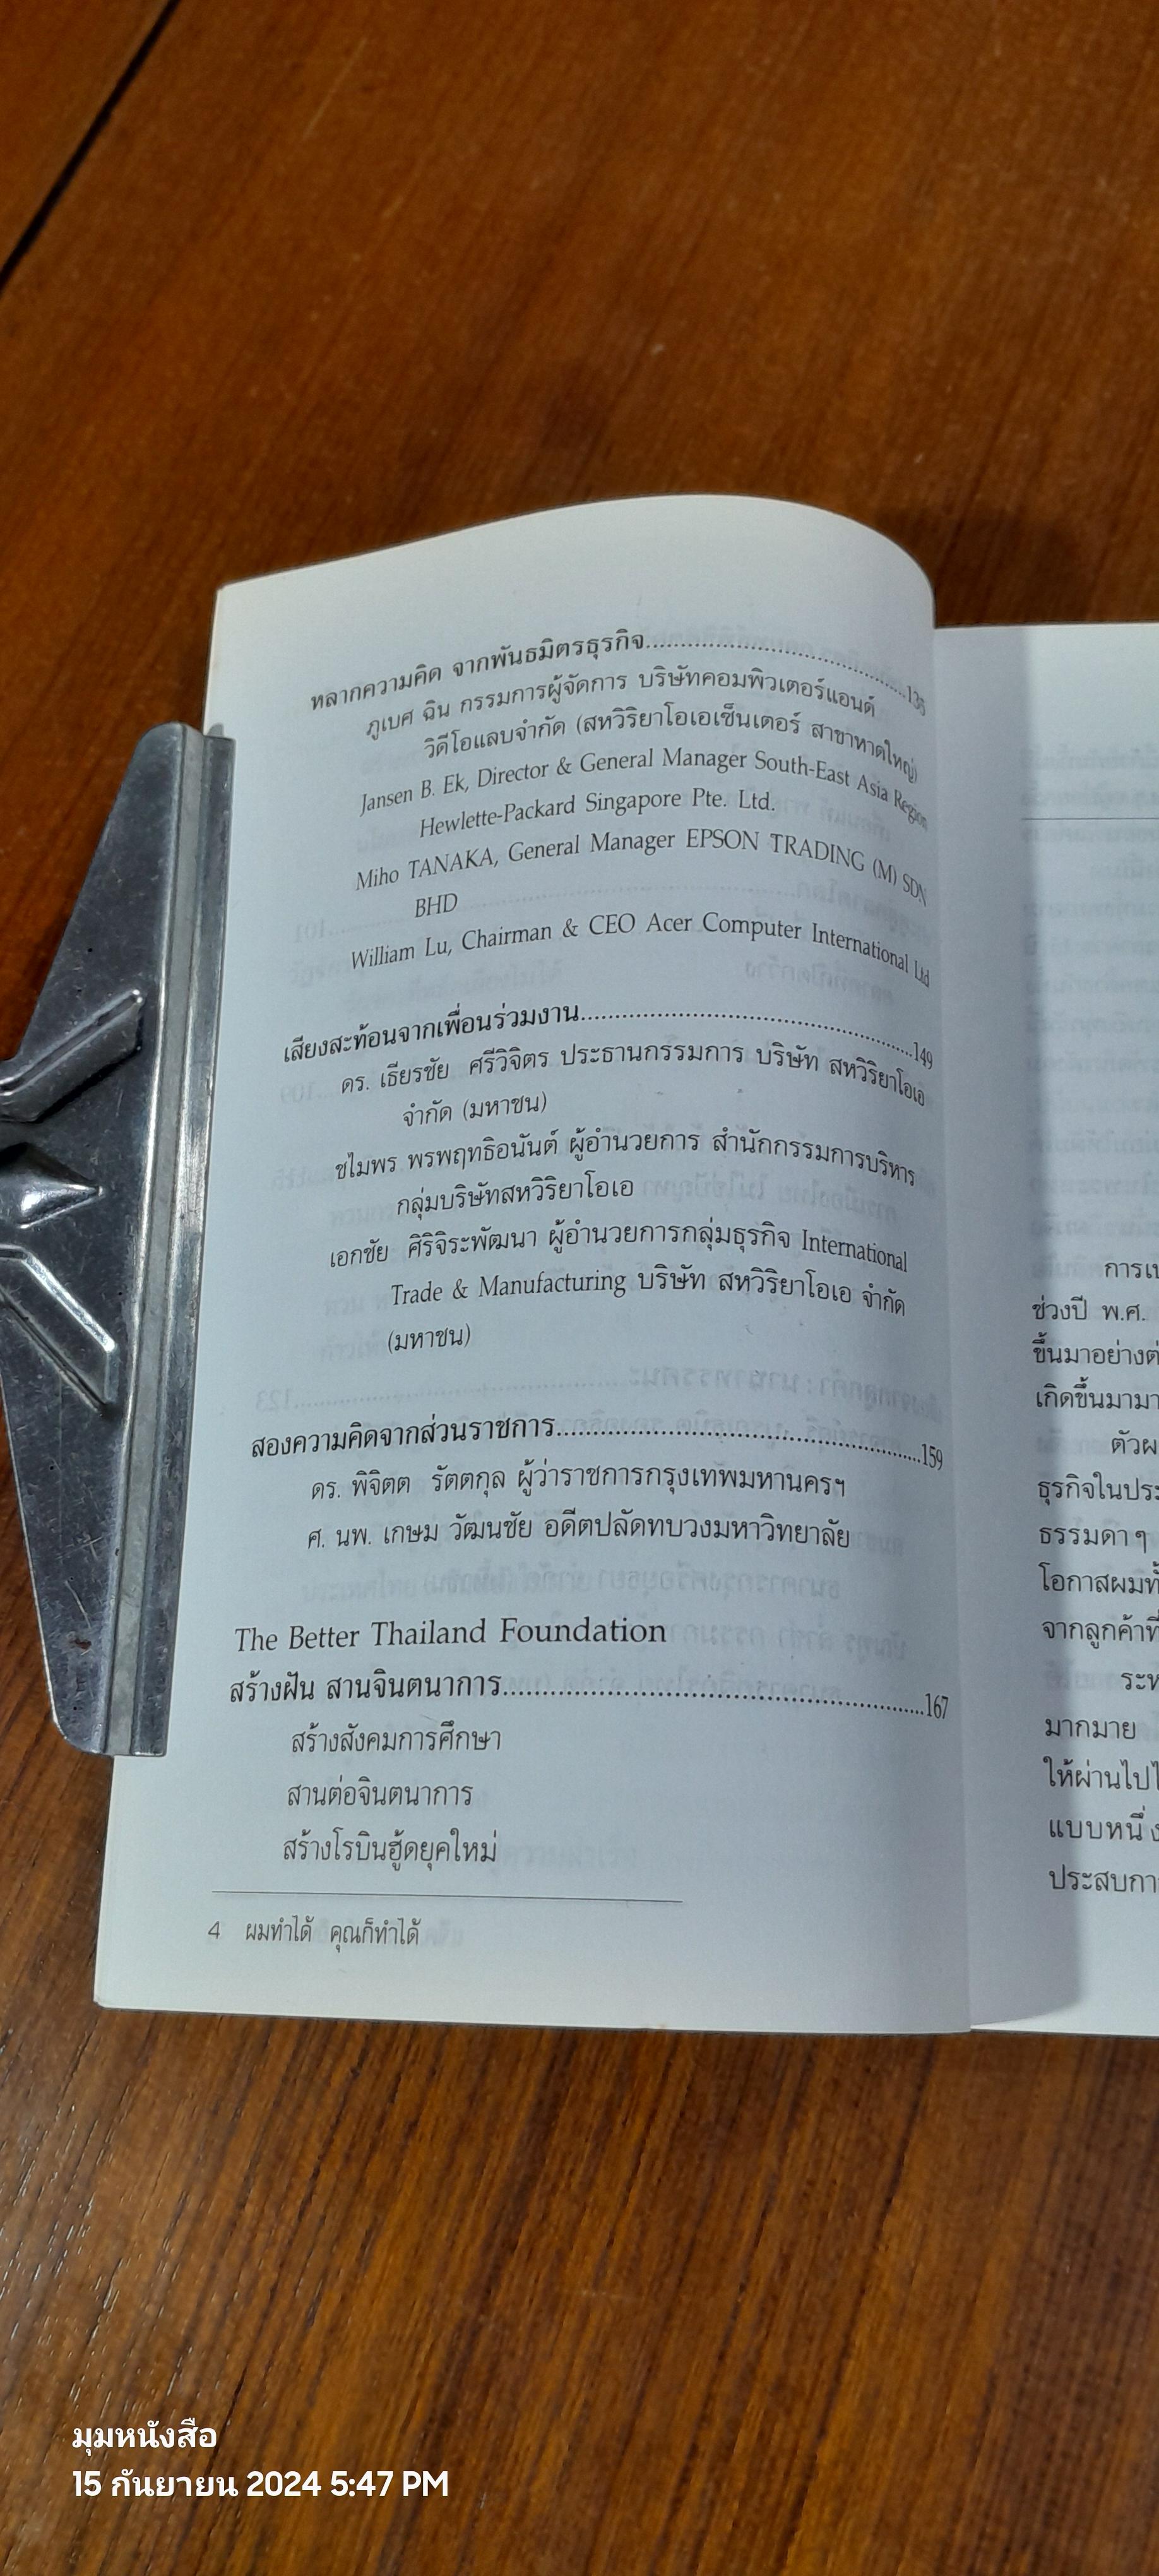 หลากความคิด จากพันธมิตรธุรกิจ..............................135
ภูเบศ ฉิน กรรมการผู้จัดการ บริษัทคอมพิวเตอร์แอนด์
วิดีโอแลบจำกัด (สหวิริยาโอเอเซ็นเตอร์ สาขาหาดใหญ่)
Jansen B. Ek, Director & General Manager South-East Asia Region
Hewlette-Packard Singapore Pte. Ltd.
Miho TANAKA, General Manager EPSON TRADING (M) SDN
BHD
William Lu, Chairman & CEO Acer Computer International Ltd
เสียงสะท้อนจากเพื่อนร่วมงาน..............................149
ดร. เธียรชัย ศรีวิจิตร ประธานกรรมการ บริษัท สหวิริยาโอเอ
จำกัด (มหาชน)
ชไมพร พรพฤทธิอนันต์ ผู้อำนวยการ สำนักกรรมการบริหาร
กลุ่มบริษัทสหวิริยาโอเอ
เอกชัย ศิริจิระพัฒนา ผู้อำนวยการกลุ่มธุรกิจ International
Trade & Manufacturing บริษัท สหวิริยาโอเอ จำกัด
(มหาชน)
สองความคิดจากส่วนราชการ..............................159
ดร. พิจิตต รัตตกุล ผู้ว่าราชการกรุงเทพมหานครฯ
ศ. นพ. เกษม วัฒนชัย อดีตปลัดทบวงมหาวิทยาลัย
The Better Thailand Foundation
สร้างฝัน สานจินตนาการ..............................167
สร้างสังคมการศึกษา
สานต่อจินตนาการ
สร้างโรบินฮู้ดยุคใหม่
4 ผมทำได้ คุณก็ทำได้
ช่วงปี พ.ศ.
ขึ้นมาอย่าง
เกิดขึ้นมา
ธุรกิจใน
ธรรมดาๆ
โอกาสผม
จากลูกค้าที่
มากมาย
ให้ผ่านไป
แบบหนึ่ง
มุมหนังสือ
15 กันยายน 2024 5:47 PM